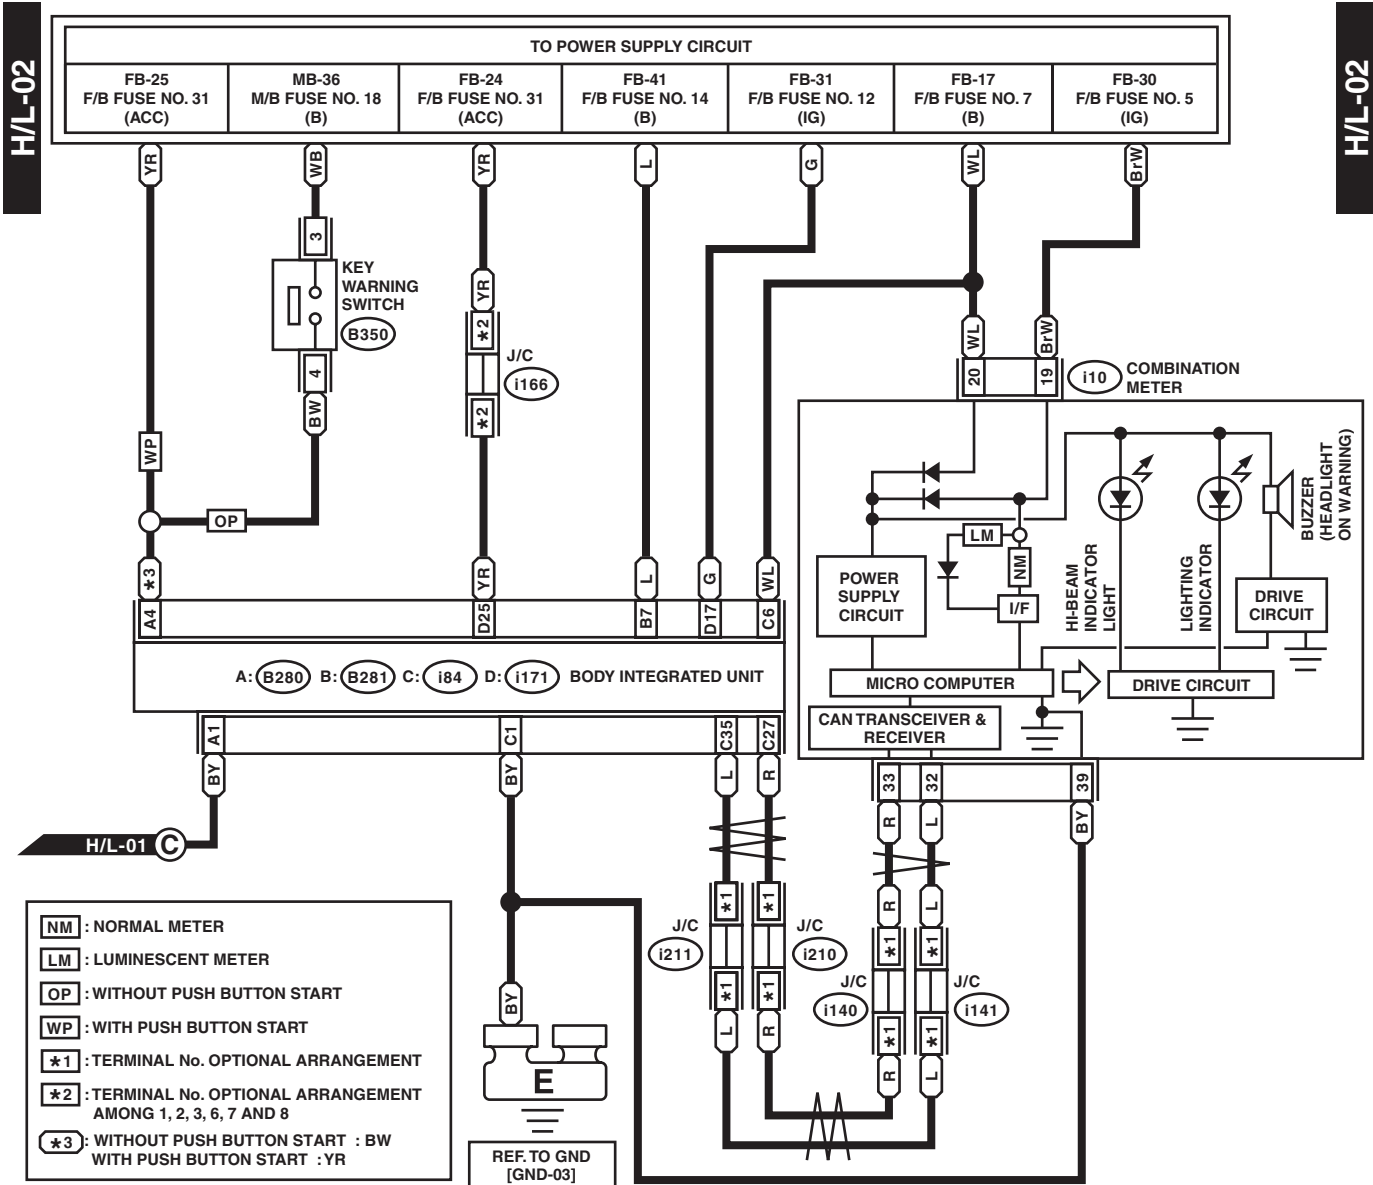 H/L-02
H/L-02
TO POWER SUPPLY CIRCUIT
FB-25
F/B FUSE NO. 31
(ACC)
MB-36
M/B FUSE NO. 18
(B)
FB-24
F/B FUSE NO. 31
(ACC)
FB-41
F/B FUSE NO. 14
(B)
FB-31
F/B FUSE NO. 12
(IG)
FB-17
F/B FUSE NO. 7
(B)
FB-30
F/B FUSE NO. 5
(IG)
YR
WB
YR
L
G
WL
BrW
3
KEY
WARNING
SWITCH
B350
4
BW
YR
*2
J/C
i166
*2
WL
BrW
20
19
i10
COMBINATION
METER
WP
OP
*3
YR
L
G
WL
A4
D25
B7
D17
C6
A: B280 B: B281 C: i84 D: i171 BODY INTEGRATED UNIT
A1
C1
C35
C27
BY
BY
L
R
LM
NM
I/F
POWER
SUPPLY
CIRCUIT
HI-BEAM
INDICATOR
LIGHT
LIGHTING
INDICATOR
BUZZER
(HEADLIGHT
ON WARNING)
DRIVE
CIRCUIT
MICRO COMPUTER
DRIVE CIRCUIT
CAN TRANSCEIVER &
RECEIVER
33
32
39
R
L
BY
H/L-01 C
*1
*1
J/C
i211
J/C
i210
*1
*1
L
R
R
L
*1
*1
J/C
i140
J/C
i141
*1
*1
R
L
BY
E
REF. TO GND
[GND-03]
NM : NORMAL METER
LM : LUMINESCENT METER
OP : WITHOUT PUSH BUTTON START
WP : WITH PUSH BUTTON START
*1 : TERMINAL No. OPTIONAL ARRANGEMENT
*2 : TERMINAL No. OPTIONAL ARRANGEMENT
AMONG 1, 2, 3, 6, 7 AND 8
*3 : WITHOUT PUSH BUTTON START : BW
WITH PUSH BUTTON START : YR